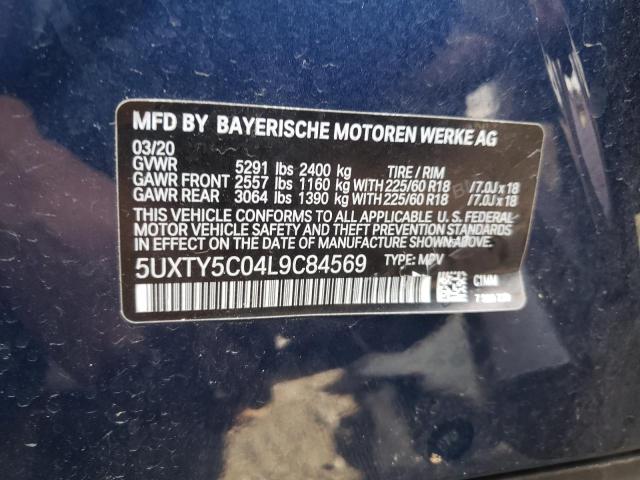 MFD BY BAYERISCHE MOTOREN WERKE AG
03/20
GVWR 5291 lbs 2400 kg TIRE / RIM
GAWR FRONT 2557 lbs 1160 kg WITH 225/60 R18 /7.0J x 18
GAWR REAR 3064 lbs 1390 kg WITH 225/60 R18 /7.0J x 18
THIS VEHICLE CONFORMS TO ALL APPLICABLE U. S. FEDERAL
MOTOR VEHICLE SAFETY AND THEFT PREVENTION STANDARDS
IN EFFECT ON THE DATE OF MANUFACTURE SHOWN ABOVE.
5UXTY5C04L9C84569 TYPE: MPV
C1MM